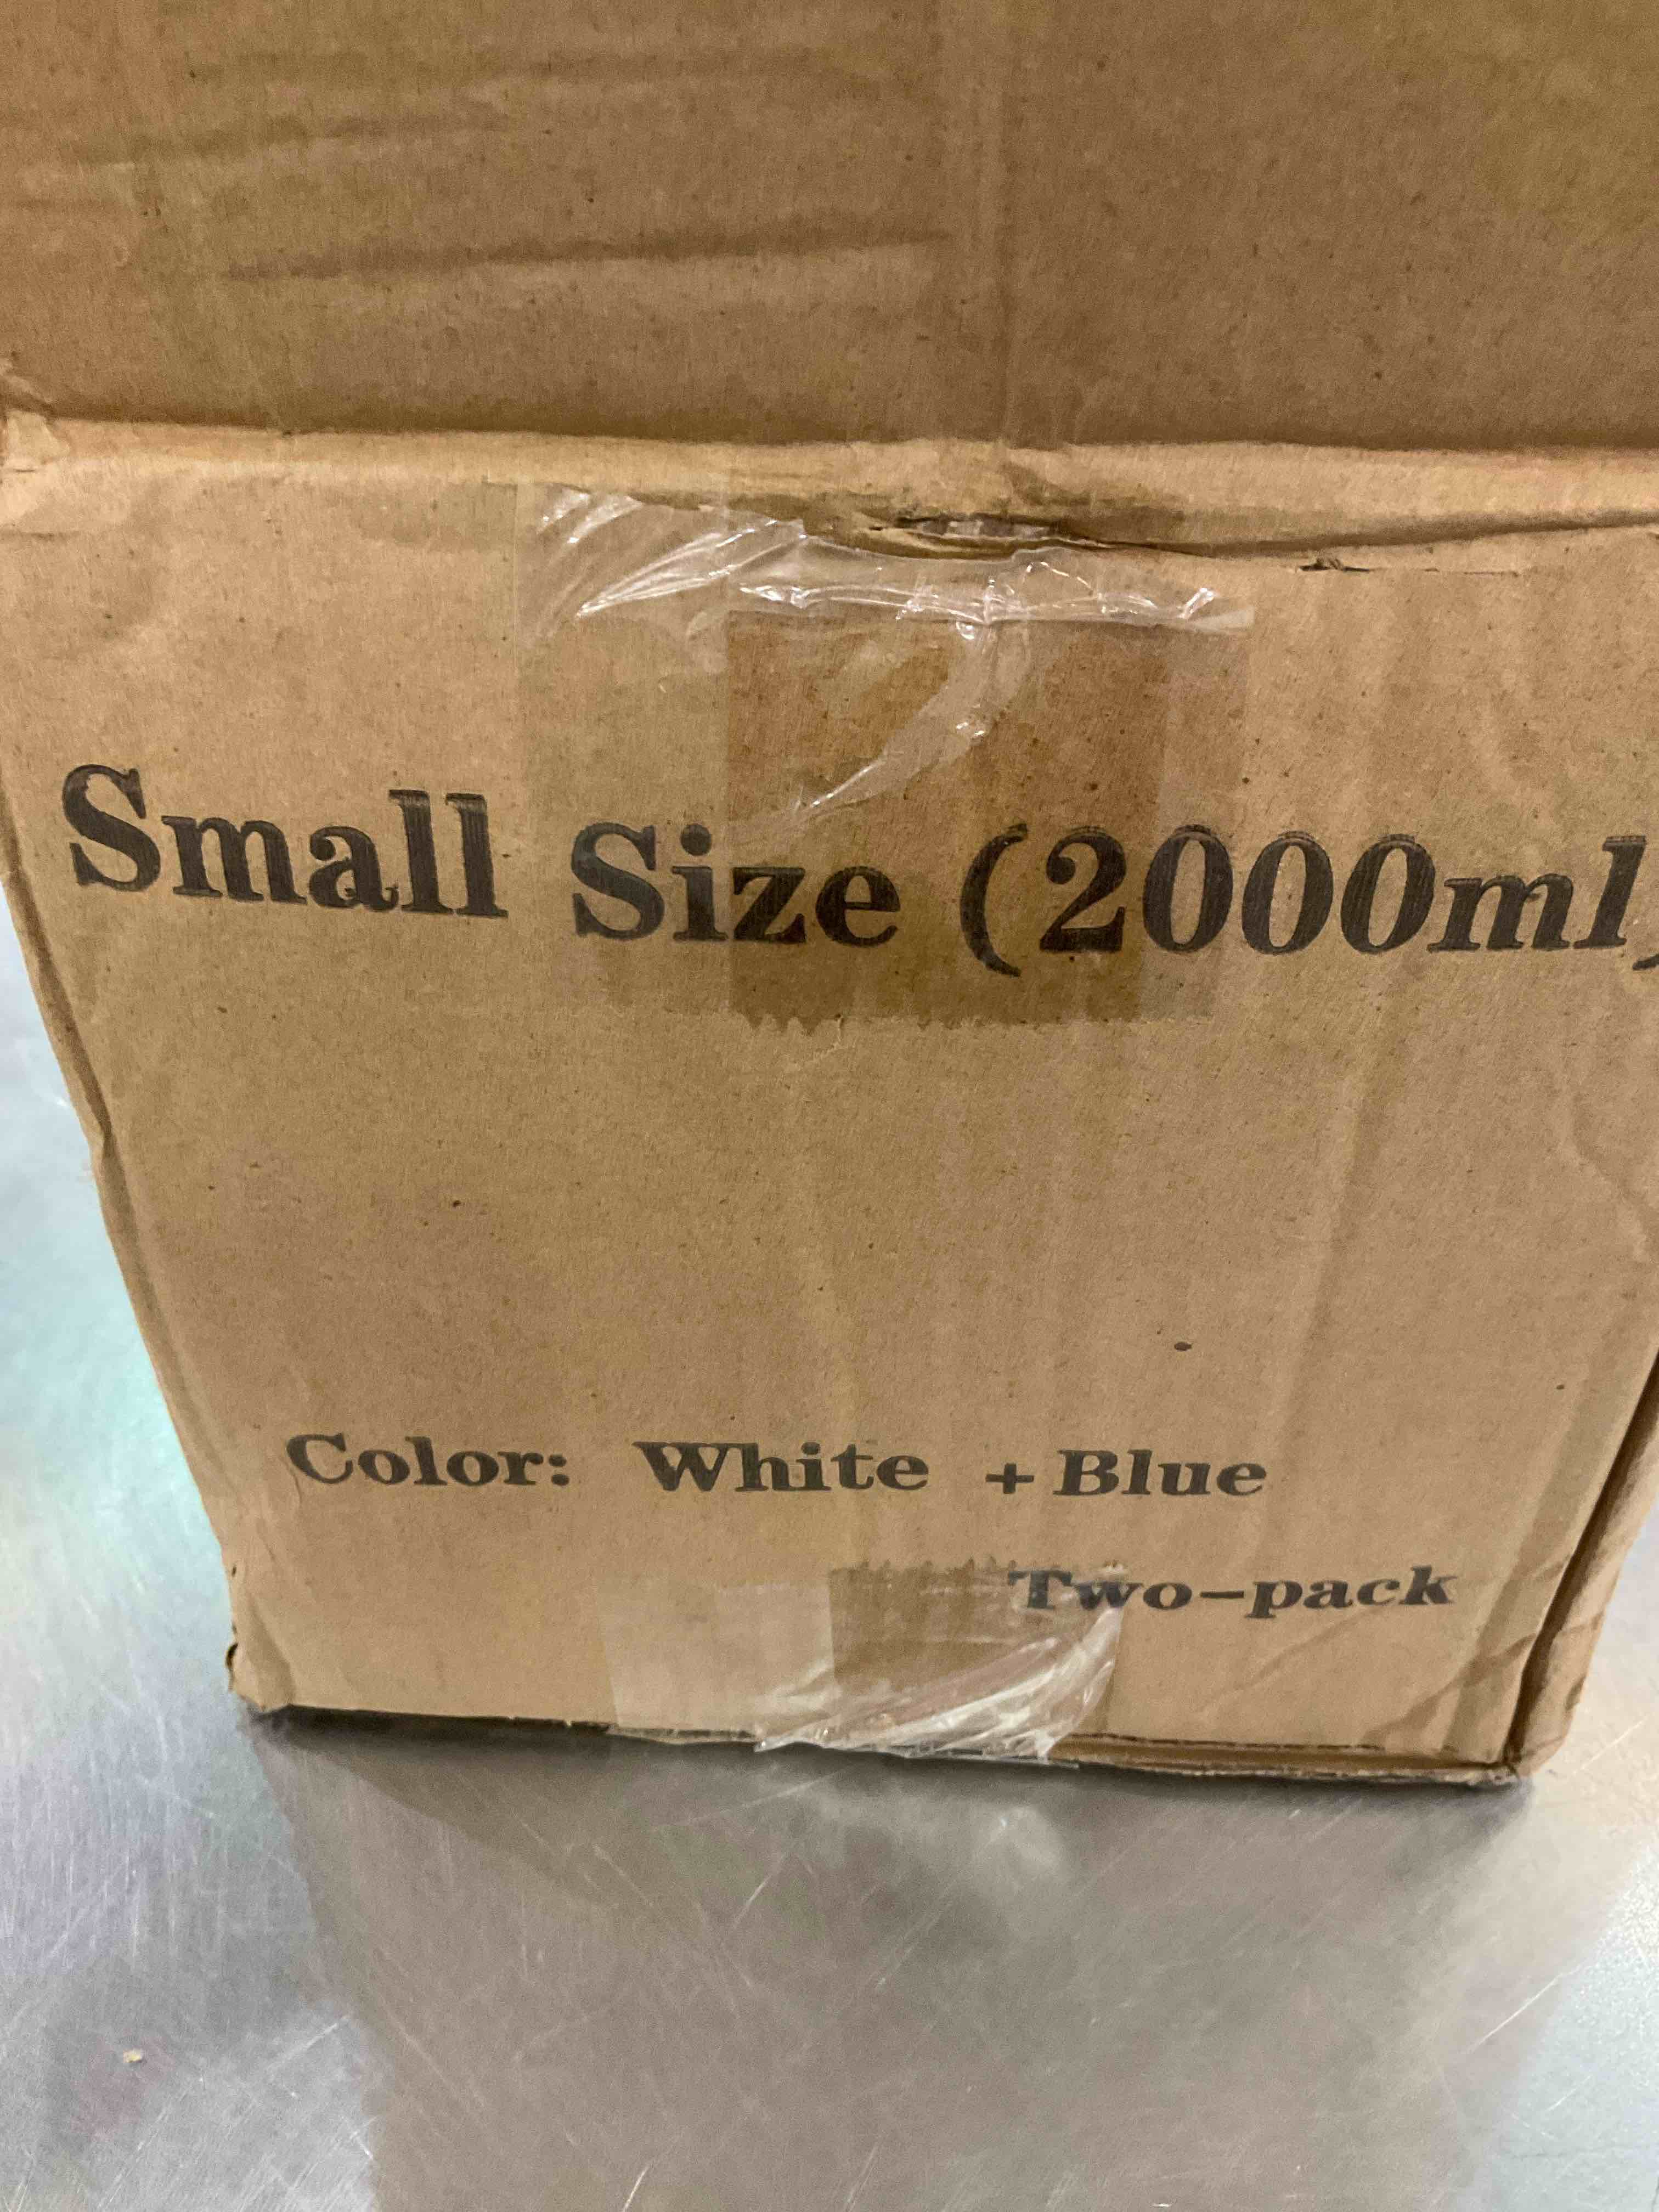 Small Size (2000ml)
Color: White + Blue
Two-pack